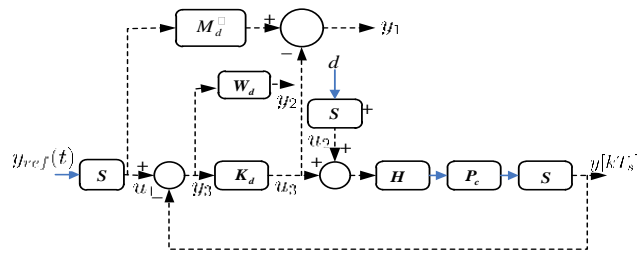 M_d
+
−
y_1
W_d
y_2
d
S
+
u_2
+
y_ref(t)
S
+
u_1
−
y_3
K_d
u_3
+
H
P_c
S
y[kT_s]